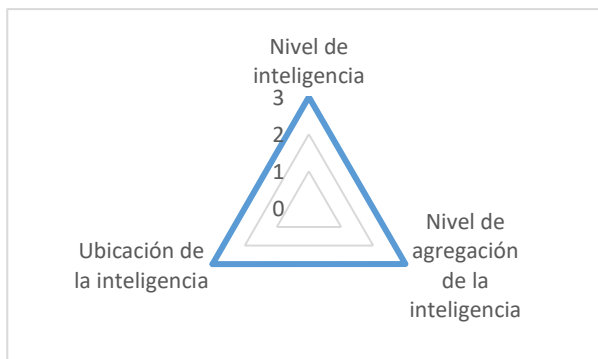 Nivel de
inteligencia
3
2
1
0
Nivel de
agregación
de la
inteligencia
Ubicación de
la inteligencia